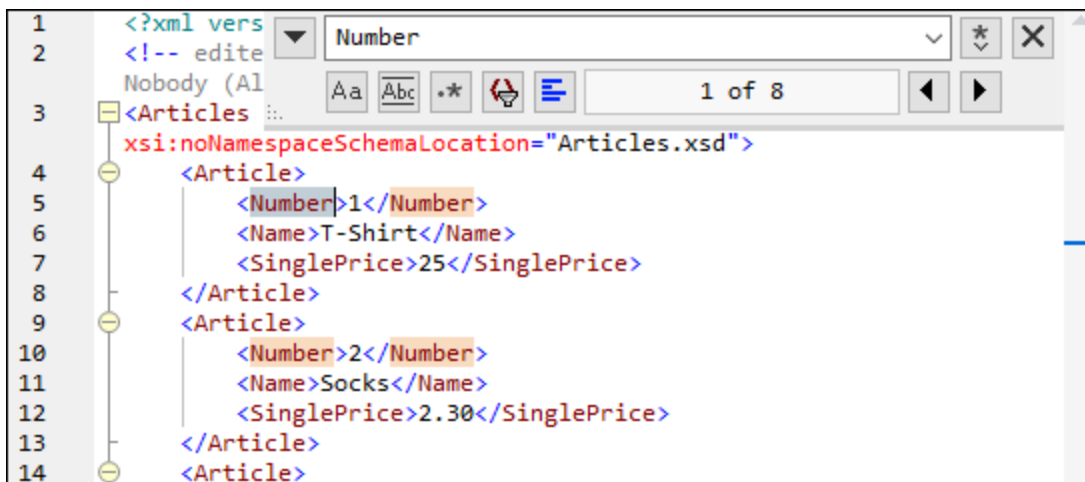 Number
Aa Abc .* 1 of 8
1 <?xml vers
2 <!-- edite
Nobody (Al
3 <Articles
xsi:noNamespaceSchemaLocation="Articles.xsd">
4 <Article>
5 <Number>1</Number>
6 <Name>T-Shirt</Name>
7 <SinglePrice>25</SinglePrice>
8 </Article>
9 <Article>
10 <Number>2</Number>
11 <Name>Socks</Name>
12 <SinglePrice>2.30</SinglePrice>
13 </Article>
14 <Article>